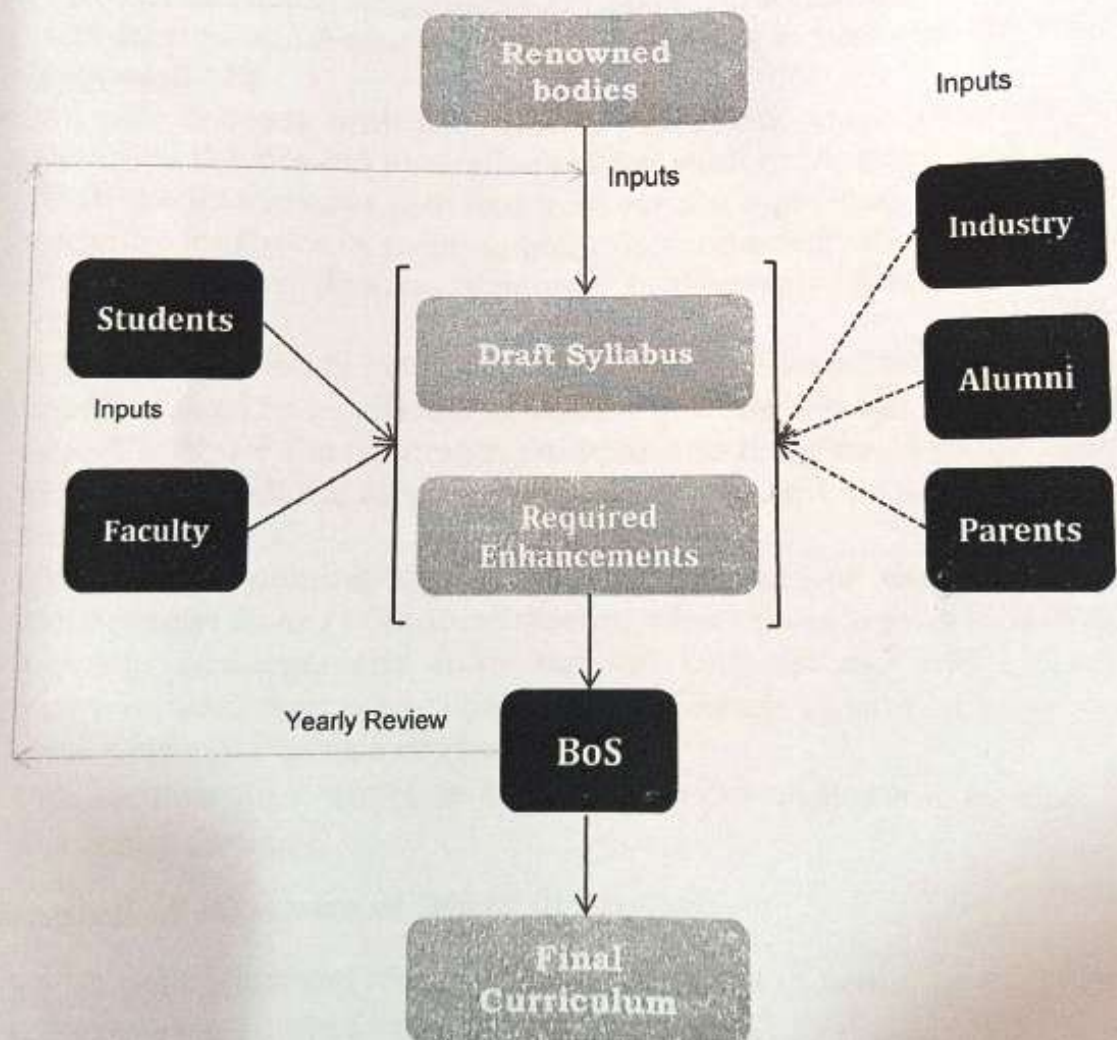 Renowned
bodies
Inputs
Inputs
Industry
Students
Draft Syllabus
Alumni
Inputs
Faculty
Required
Enhancements
Parents
Yearly Review
BoS
Final
Curriculum